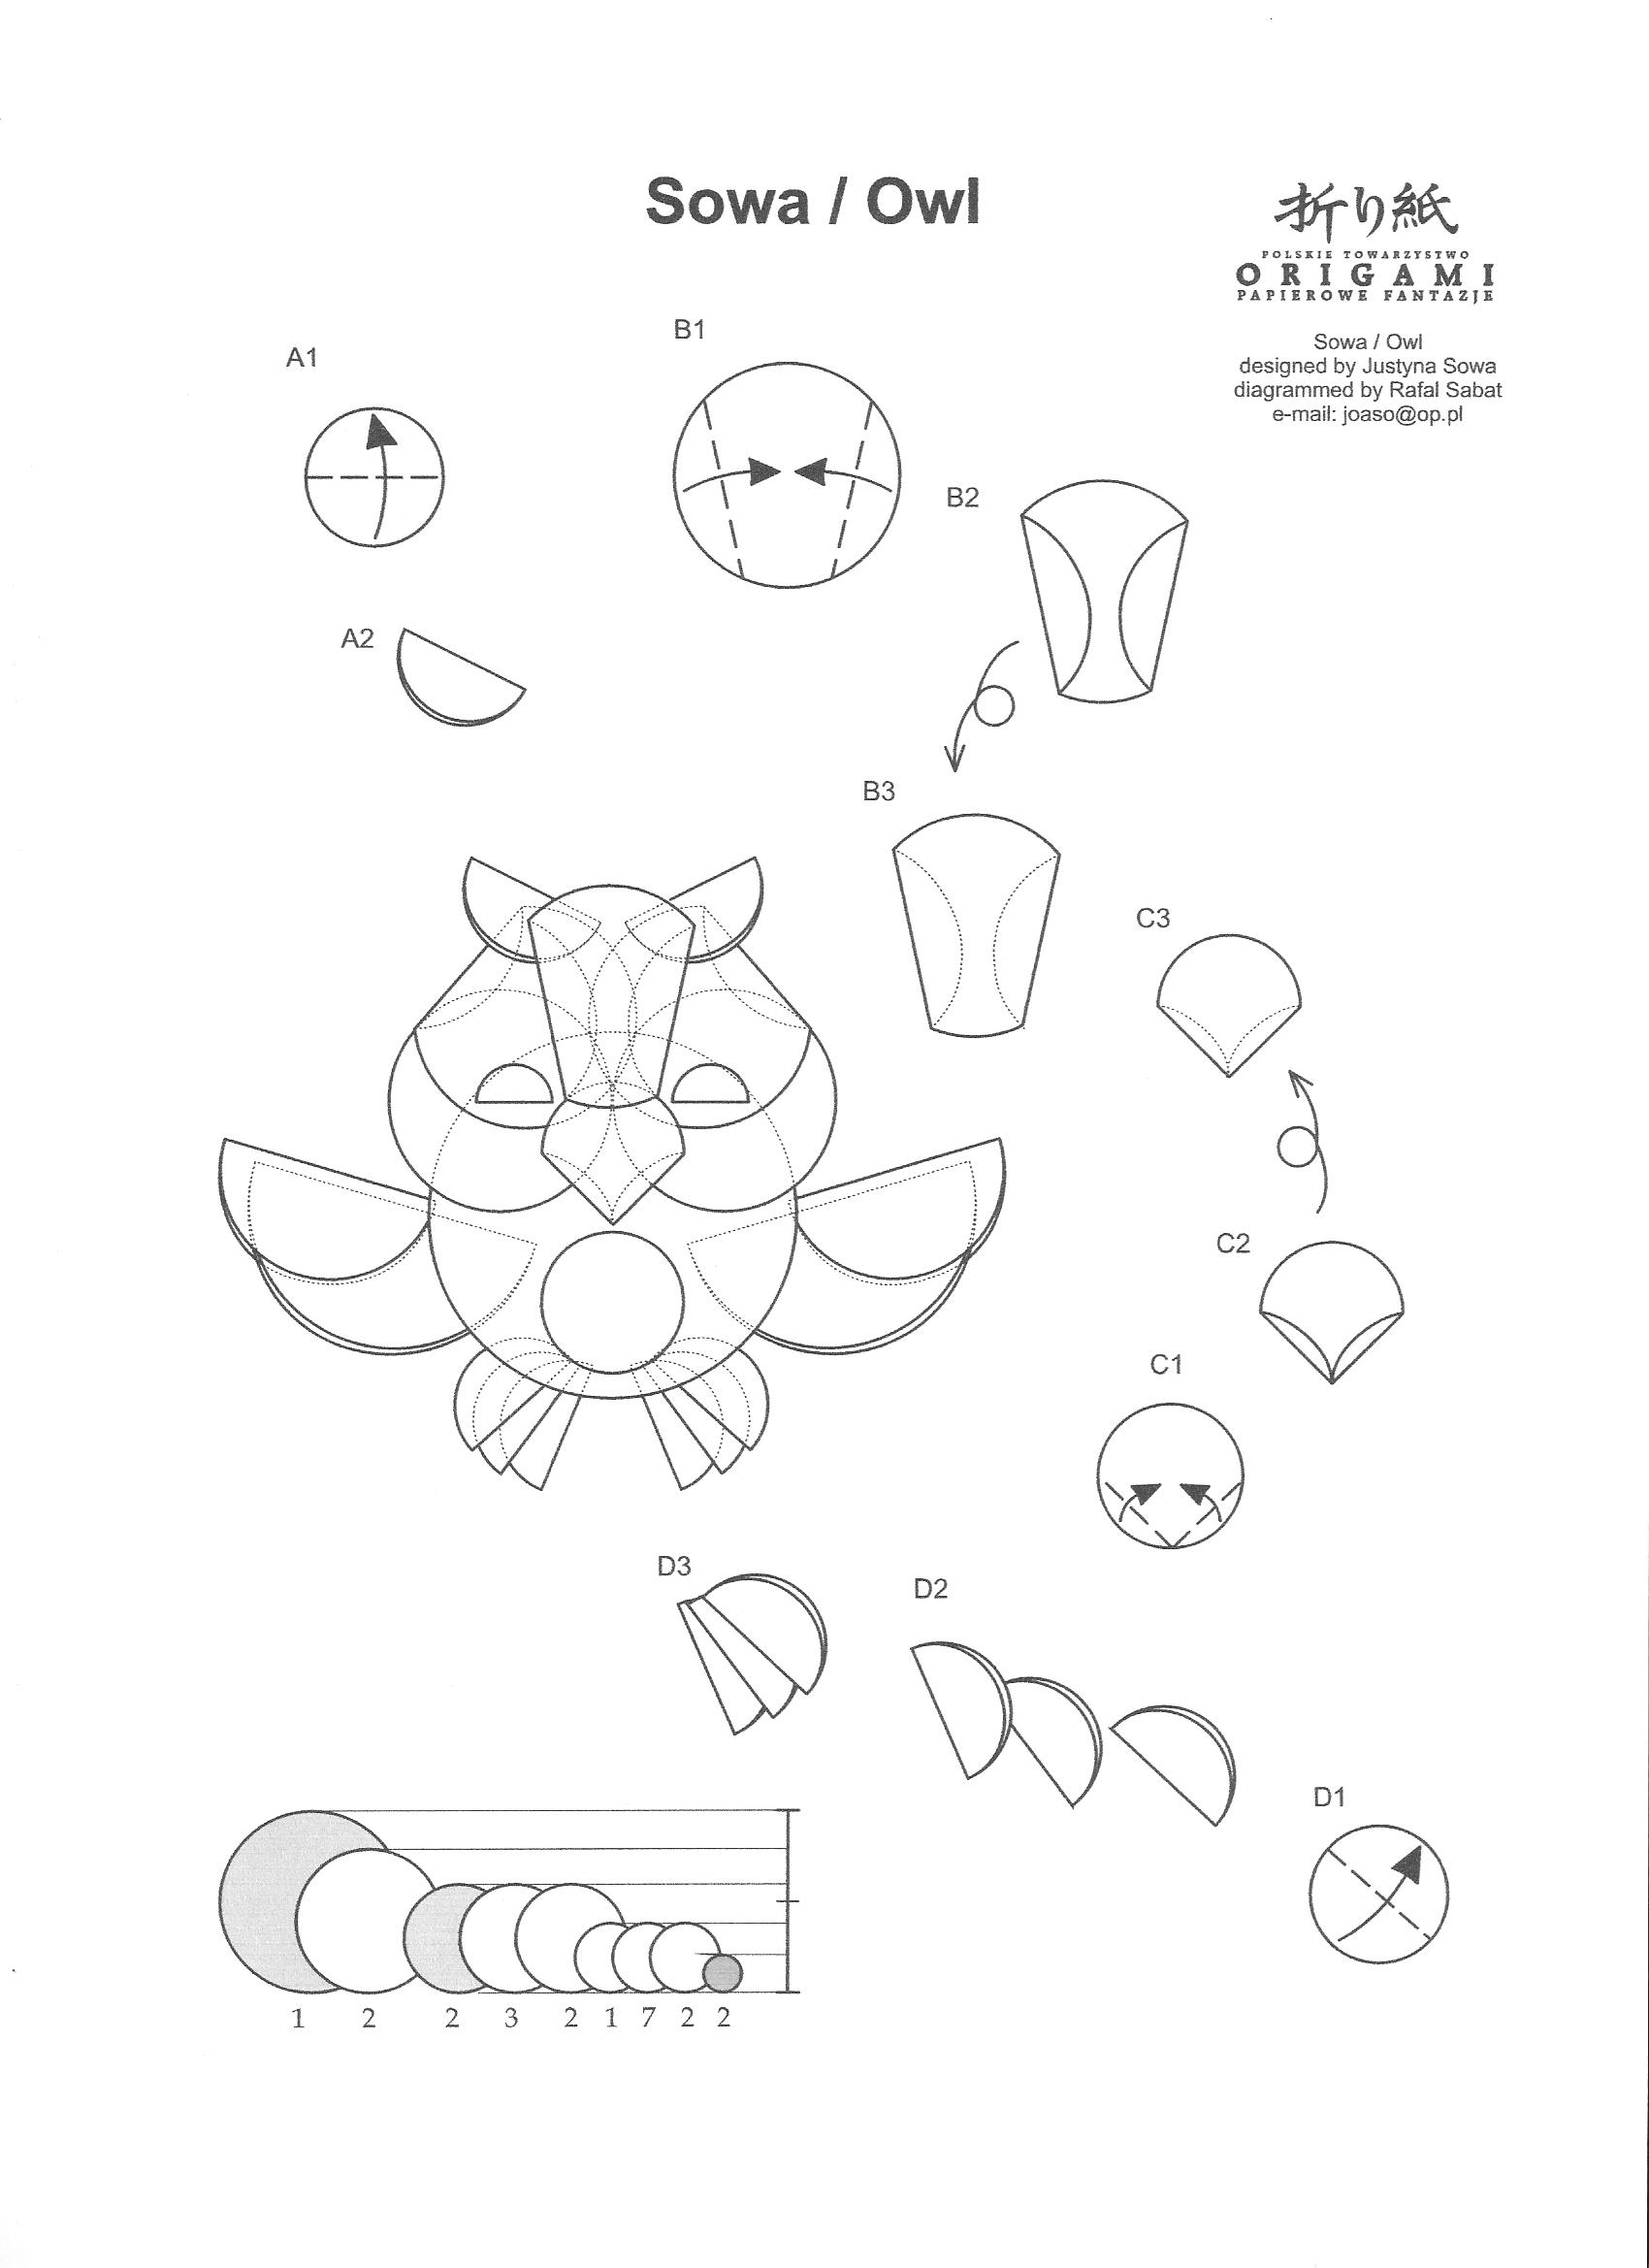 Sowa / Owl
折り紙
POLSKIE TOWARZYSTWO
ORIGAMI
PAPIEROWE FANTAZJE
Sowa / Owl
designed by Justyna Sowa
diagrammed by Rafal Sabat
e-mail: joaso@op.pl
A1
B1
B2
A2
B3
C3
C2
C1
D3
D2
D1
1 2 2 3 2 1 7 2 2